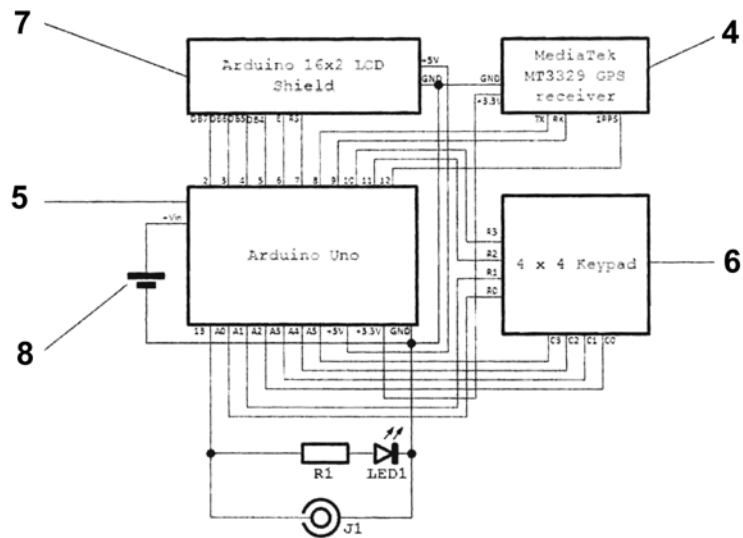 7
4
Arduino 16x2 LCD
Shield
+5V
GND
DB7 DB6 DB5 DB4 E RS
MediaTek
MT3329 GPS
receiver
GND
+3.3V
TX RX 1PPS
5
2 3 4 5 6 7 8 9 10 11 12
+Vin
Arduino Uno
13 A0 A1 A2 A3 A4 A5 +5V +3.3V GND
R3
R2
R1
R0
4 x 4 Keypad
C3 C2 C1 C0
6
8
R1
LED1
J1